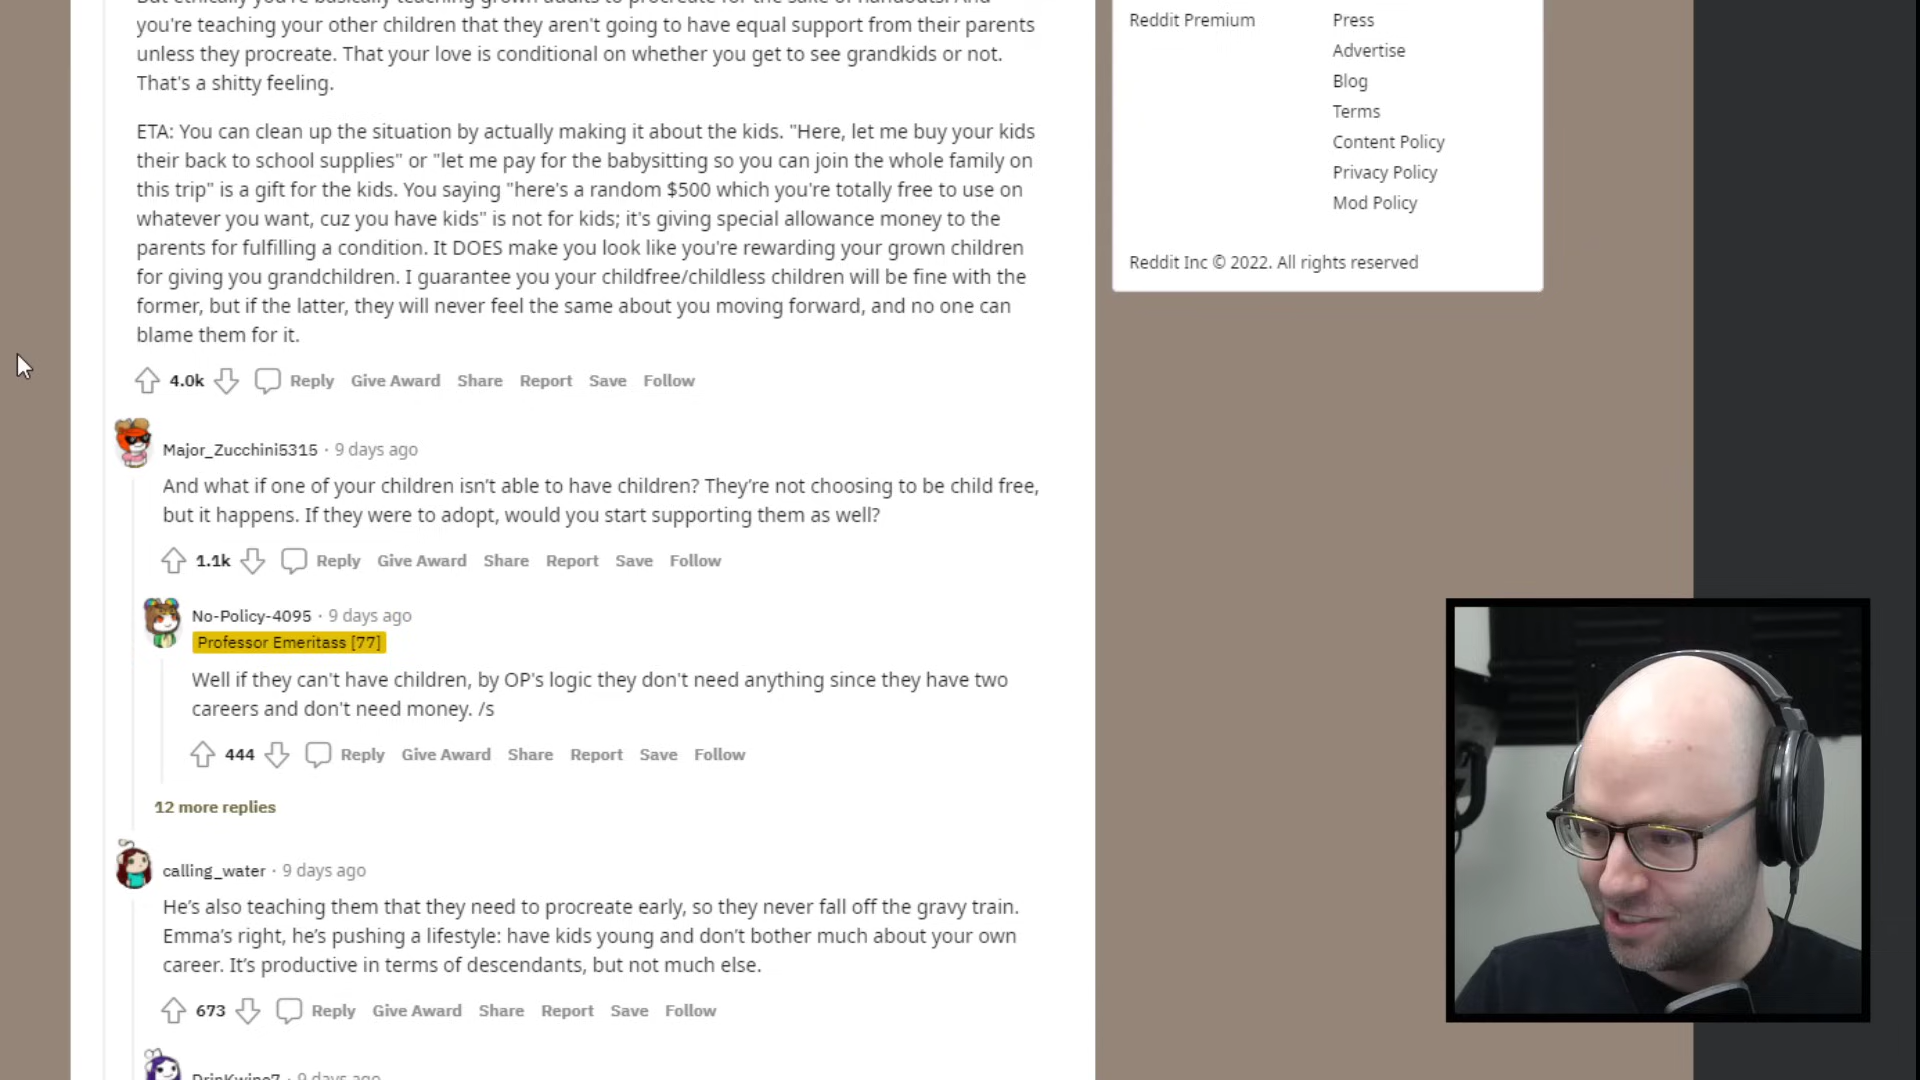 you're teaching your other children that they aren't going to have equal support from their parents
unless they procreate. That your love is conditional on whether you get to see grandkids or not.
That's a shitty feeling.
ETA: You can clean up the situation by actually making it about the kids. "Here, let me buy your kids
their back to school supplies" or "let me pay for the babysitting so you can join the whole family on
this trip" is a gift for the kids. You saying "here's a random $500 which you're totally free to use on
whatever you want, cuz you have kids" is not for kids; it's giving special allowance money to the
parents for fulfilling a condition. It DOES make you look like you're rewarding your grown children
for giving you grandchildren. I guarantee you your childfree/childless children will be fine with the
former, but if the latter, they will never feel the same about you moving forward, and no one can
blame them for it.
4.0k Reply Give Award Share Report Save Follow
Major_Zucchini5315 · 9 days ago
And what if one of your children isn't able to have children? They're not choosing to be child free,
but it happens. If they were to adopt, would you start supporting them as well?
1.1k Reply Give Award Share Report Save Follow
No-Policy-4095 · 9 days ago
Professor Emeritass [77]
Well if they can't have children, by OP's logic they don't need anything since they have two
careers and don't need money. /s
444 Reply Give Award Share Report Save Follow
12 more replies
calling_water · 9 days ago
He's also teaching them that they need to procreate early, so they never fall off the gravy train.
Emma's right, he's pushing a lifestyle: have kids young and don't bother much about your own
career. It's productive in terms of descendants, but not much else.
673 Reply Give Award Share Report Save Follow
9 days ago
Reddit Premium
Press
Advertise
Blog
Terms
Content Policy
Privacy Policy
Mod Policy
Reddit Inc © 2022. All rights reserved